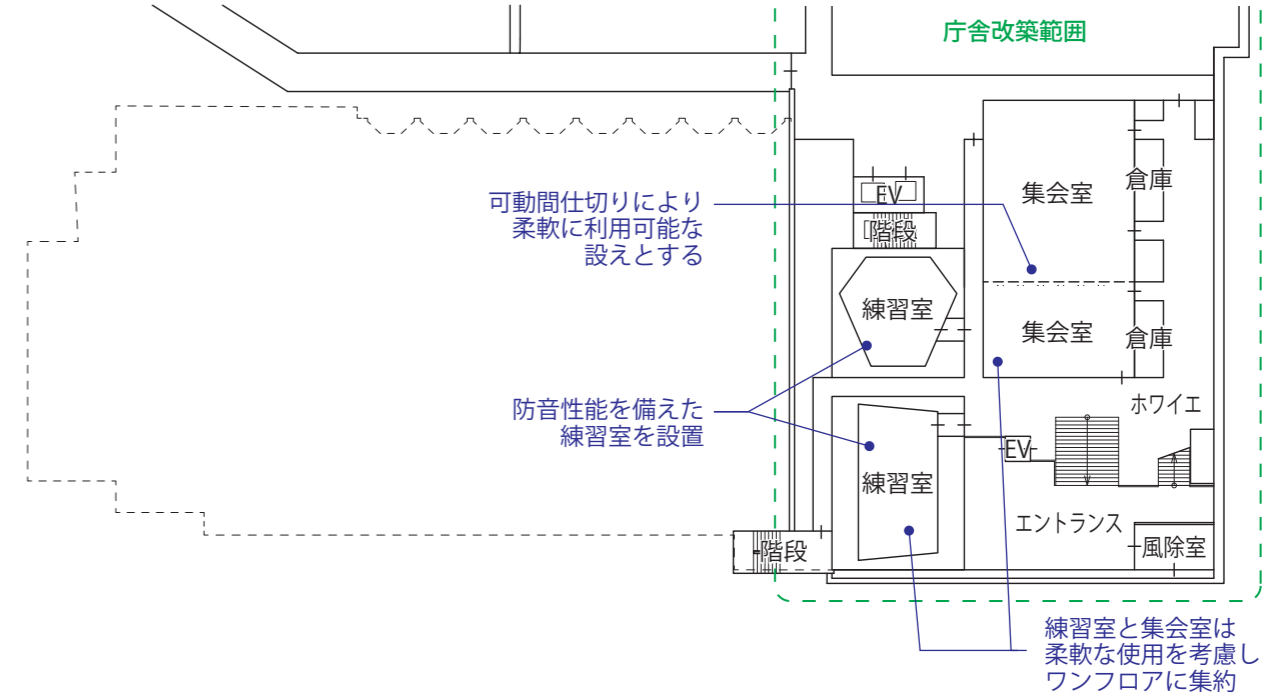 庁舎改築範囲
可動間仕切りにより
柔軟に利用可能な
設えとする
EV
階段
集会室
倉庫
練習室
集会室
倉庫
防音性能を備えた
練習室を設置
ホワイエ
EV
練習室
エントランス
階段
風除室
練習室と集会室は
柔軟な使用を考慮し
ワンフロアに集約